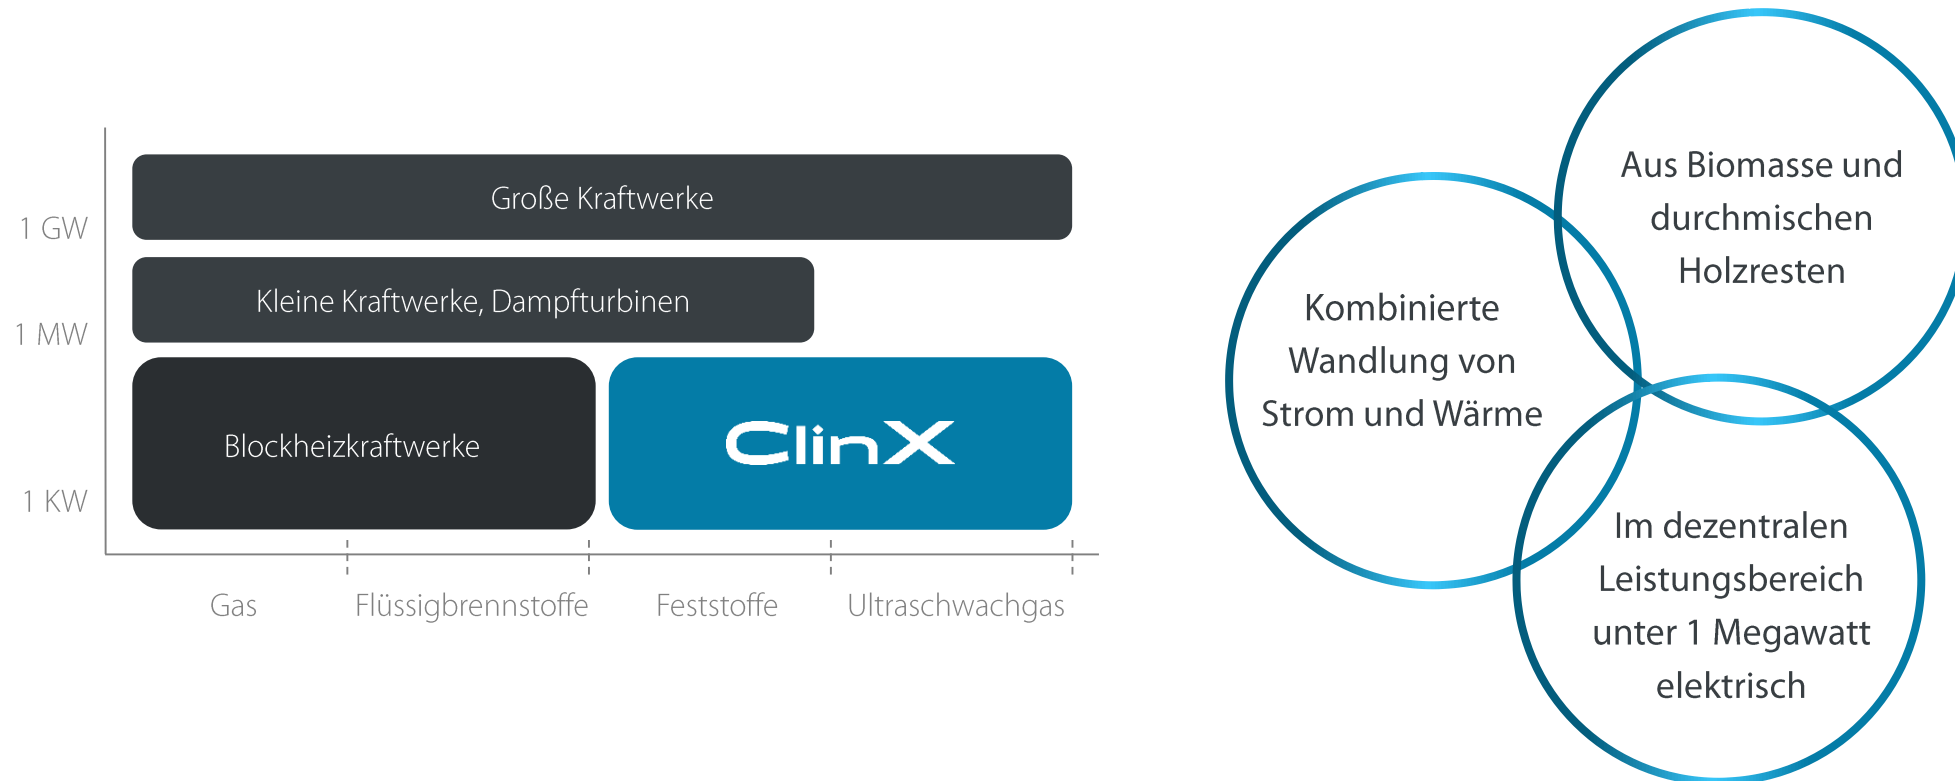 Große Kraftwerke
1 GW
Kleine Kraftwerke, Dampfturbinen
1 MW
Blockheizkraftwerke
ClinX
1 KW
Gas
Flüssigbrennstoffe
Feststoffe
Ultraschwachgas
Aus Biomasse und
durchmischen
Holzresten
Kombinierte
Wandlung von
Strom und Wärme
Im dezentralen
Leistungsbereich
unter 1 Megawatt
elektrisch